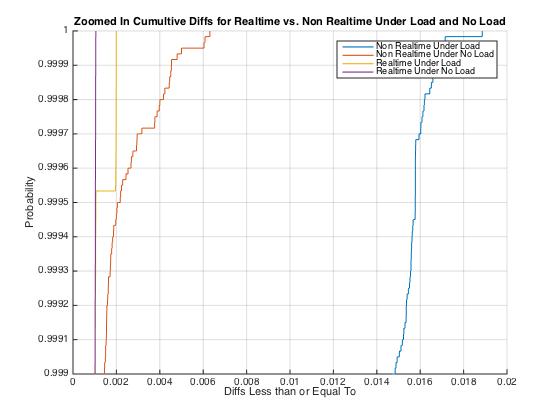 Zoomed In Cumultive Diffs for Realtime vs. Non Realtime Under Load and No Load
1
0.9999
0.9998
0.9997
0.9996
0.9995
0.9994
0.9993
0.9992
0.9991
0.999
Probability
Non Realtime Under Load
Non Realtime Under No Load
Realtime Under Load
Realtime Under No Load
0 0.002 0.004 0.006 0.008 0.01 0.012 0.014 0.016 0.018 0.02
Diffs Less than or Equal To